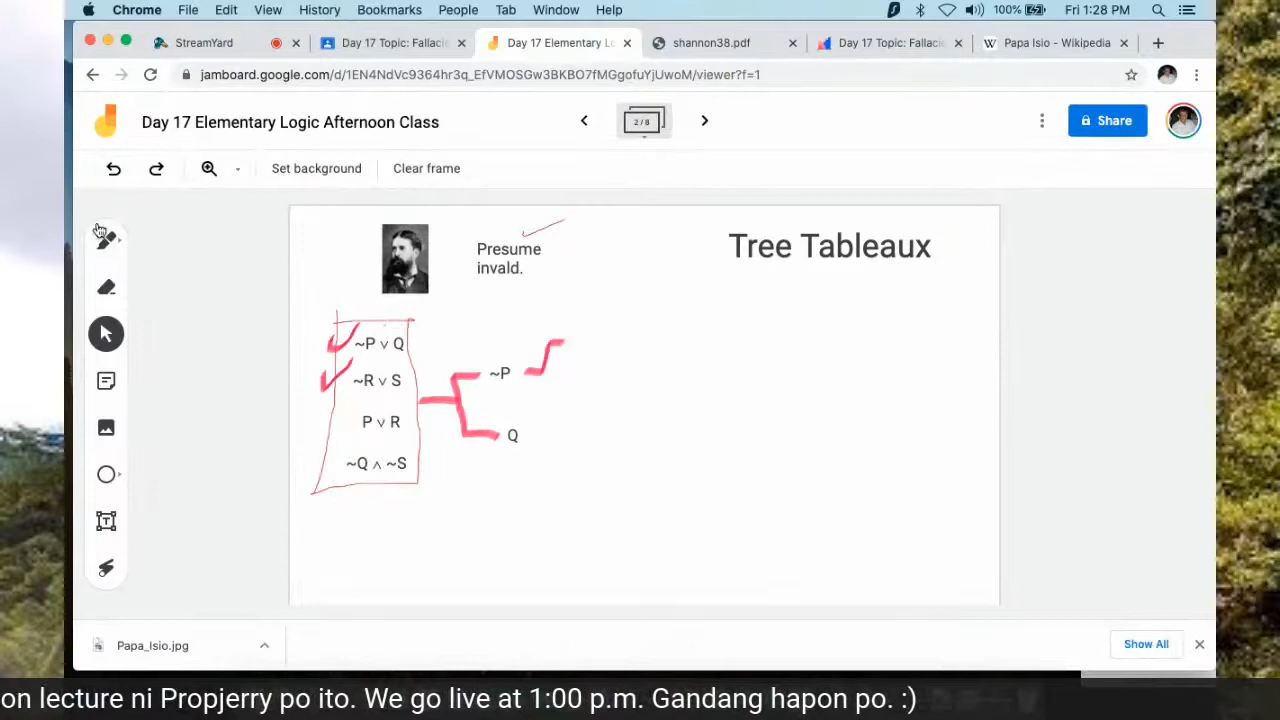 Chrome File Edit View History Bookmarks People Tab Window Help 100% Fri 1:28 PM
StreamYard Day 17 Topic: Fallacie Day 17 Elementary Lo shannon38.pdf Day 17 Topic: Fallacie Papa Isio - Wikipedia
jamboard.google.com/d/1EN4NdVc9364hr3q_EfVMOSGw3BKBO7fMGgofuYjUwoM/viewer?f=1
Day 17 Elementary Logic Afternoon Class 2 / 8 Share
Set background Clear frame
Presume
invald.
Tree Tableaux
~P v Q
~R v S
P v R
~Q ∧ ~S
~P
Q
Papa_Isio.jpg Show All
on lecture ni Propjerry po ito. We go live at 1:00 p.m. Gandang hapon po. :)